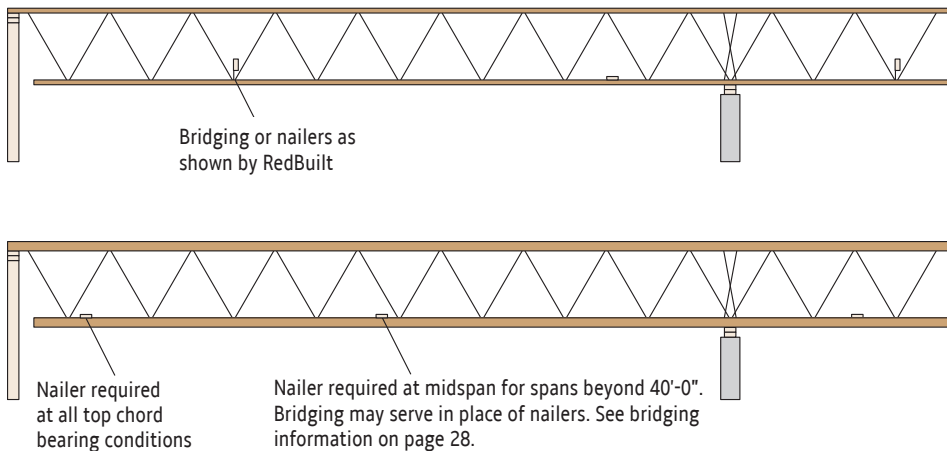 Bridging or nailers as
shown by RedBuilt
Nailer required
at all top chord
bearing conditions
Nailer required at midspan for spans beyond 40'-0".
Bridging may serve in place of nailers. See bridging
information on page 28.